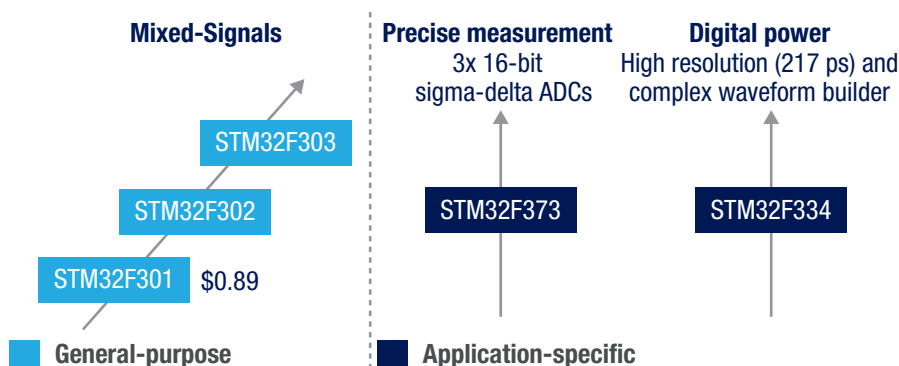 Mixed-Signals
STM32F303
STM32F302
STM32F301 $0.89
General-purpose
Precise measurement
3x 16-bit
sigma-delta ADCs
STM32F373
Digital power
High resolution (217 ps) and
complex waveform builder
STM32F334
Application-specific